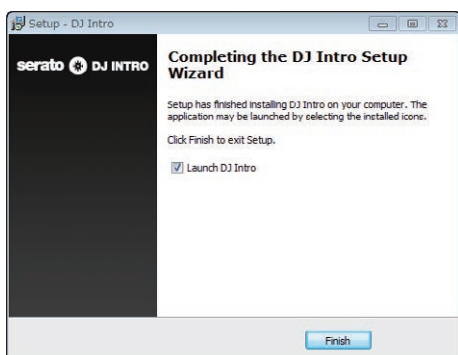 Setup - DJ Intro
serato DJ INTRO
Completing the DJ Intro Setup
Wizard
Setup has finished installing DJ Intro on your computer. The
application may be launched by selecting the installed icons.
Click Finish to exit Setup.
Launch DJ Intro
Finish